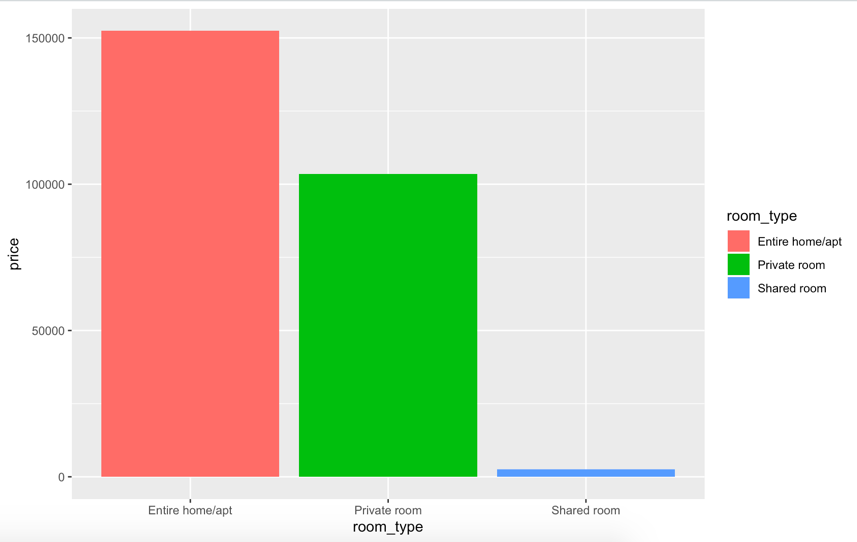 150000
100000
50000
0
price
Entire home/apt
Private room
Shared room
room_type
room_type
Entire home/apt
Private room
Shared room